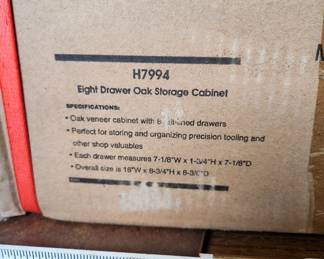 H7994
Eight Drawer Oak Storage Cabinet
SPECIFICATIONS:
• Oak veneer cabinet with 8 drawers
• Perfect for storing and organizing precision tooling and
other shop valuables
• Each drawer measures 7-1/8"W x 1-3/4"H x 7-1/8"D
• Overall size is 16"W x 8-3/4"H x